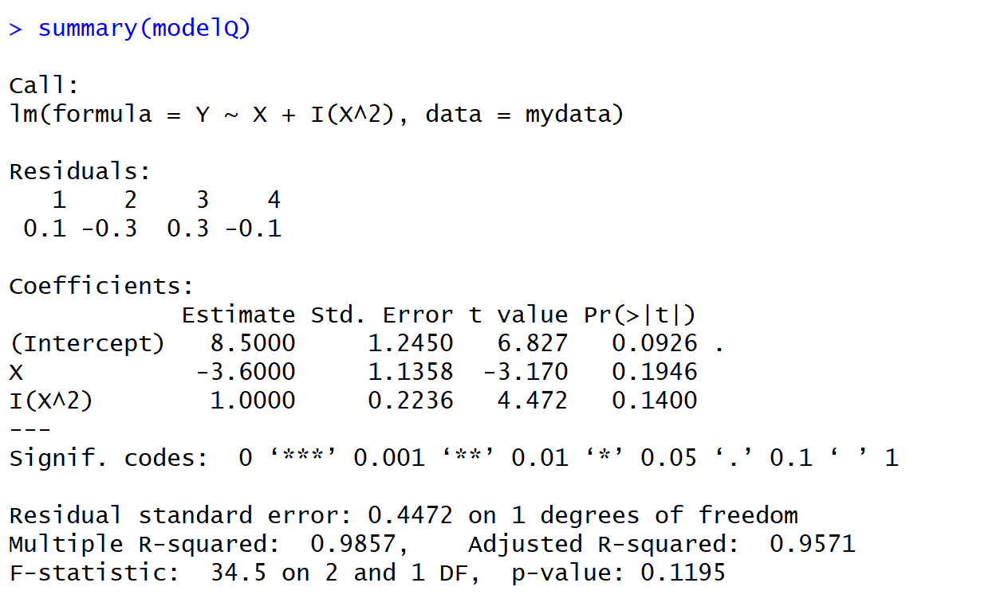 > summary(modelQ)
Call:
lm(formula = Y ~ X + I(X^2), data = mydata)
Residuals:
   1    2    3    4
 0.1 -0.3  0.3 -0.1
Coefficients:
            Estimate Std. Error t value Pr(>|t|)
(Intercept)   8.5000     1.2450   6.827   0.0926 .
X            -3.6000     1.1358  -3.170   0.1946
I(X^2)        1.0000     0.2236   4.472   0.1400
---
Signif. codes:  0 ‘***’ 0.001 ‘**’ 0.01 ‘*’ 0.05 ‘.’ 0.1 ‘ ’ 1
Residual standard error: 0.4472 on 1 degrees of freedom
Multiple R-squared:  0.9857,    Adjusted R-squared:  0.9571
F-statistic:  34.5 on 2 and 1 DF,  p-value: 0.1195